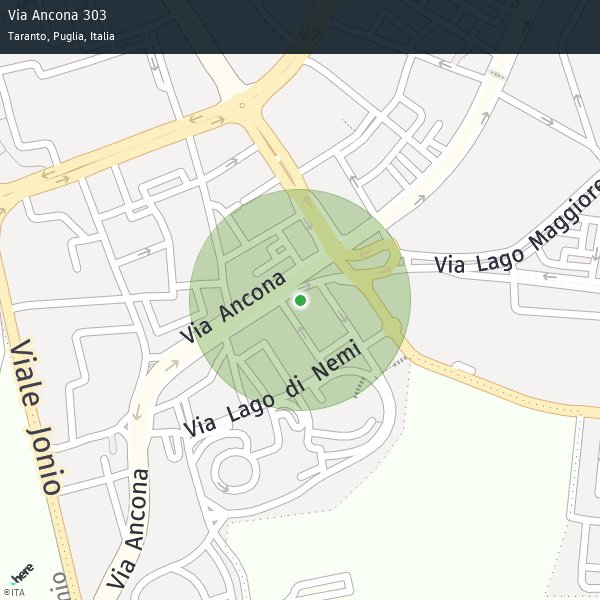 Via Ancona 303
Taranto, Puglia, Italia
Via Lago Maggiore
Via Ancona
Viale Jonio
Via Lago di Nemi
Via Ancona
nio
here
©ITA